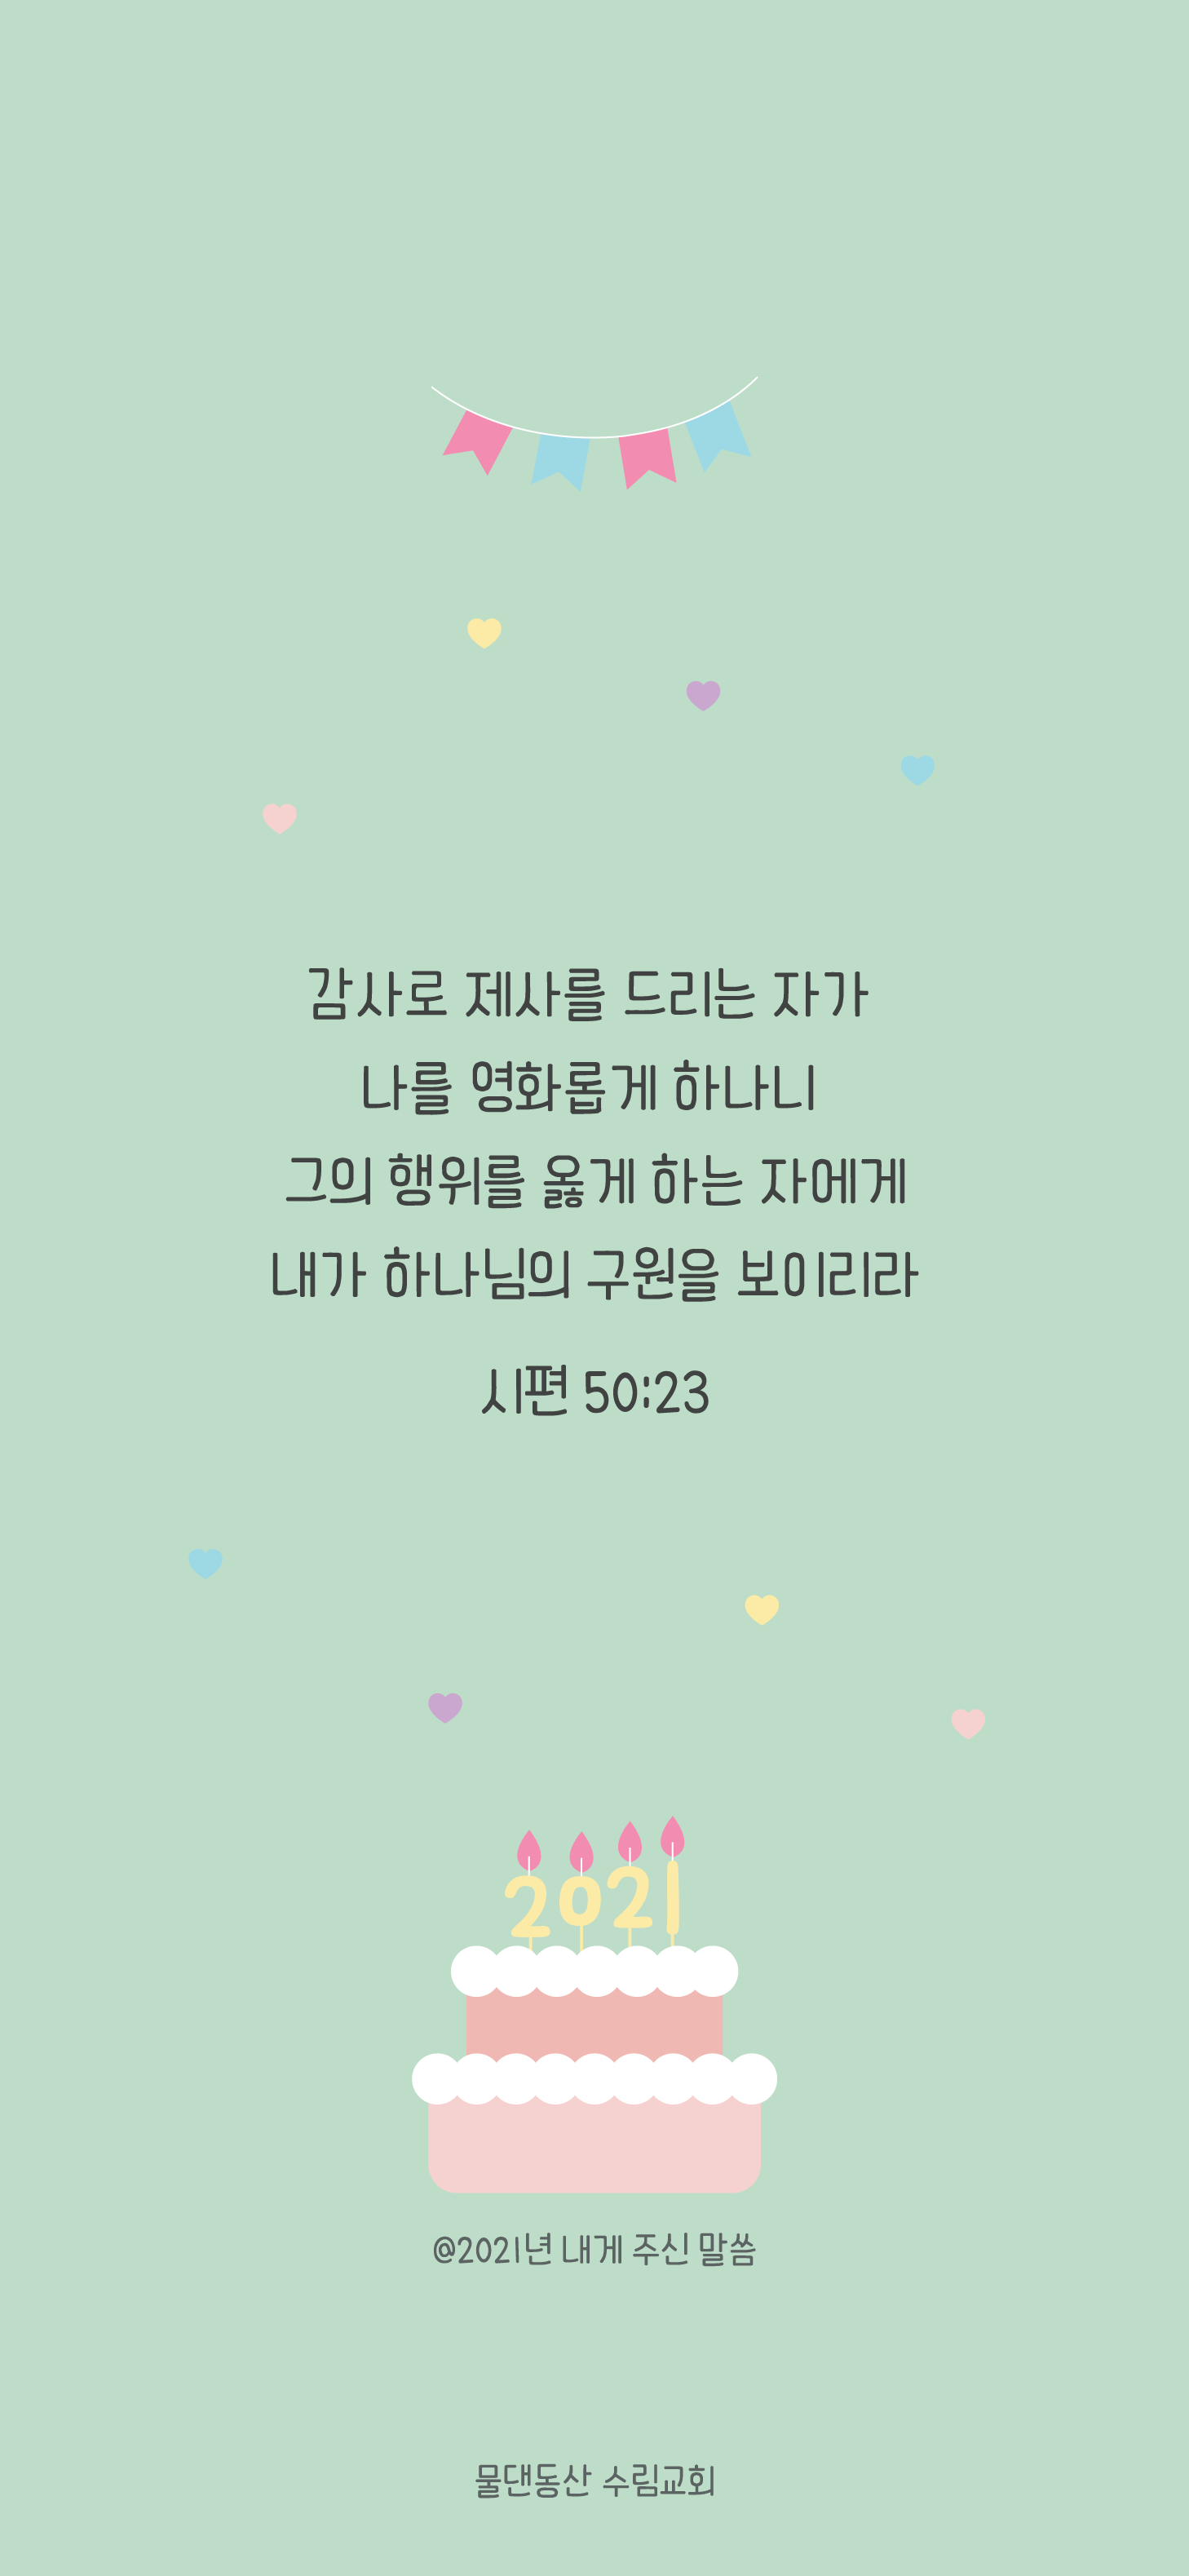 감사로 제사를 드리는 자가
나를 영화롭게 하나니
그의 행위를 옳게 하는 자에게
내가 하나님의 구원을 보이리라
시편 50:23
2021
@2021년 내게 주신 말씀
물댄동산 수림교회